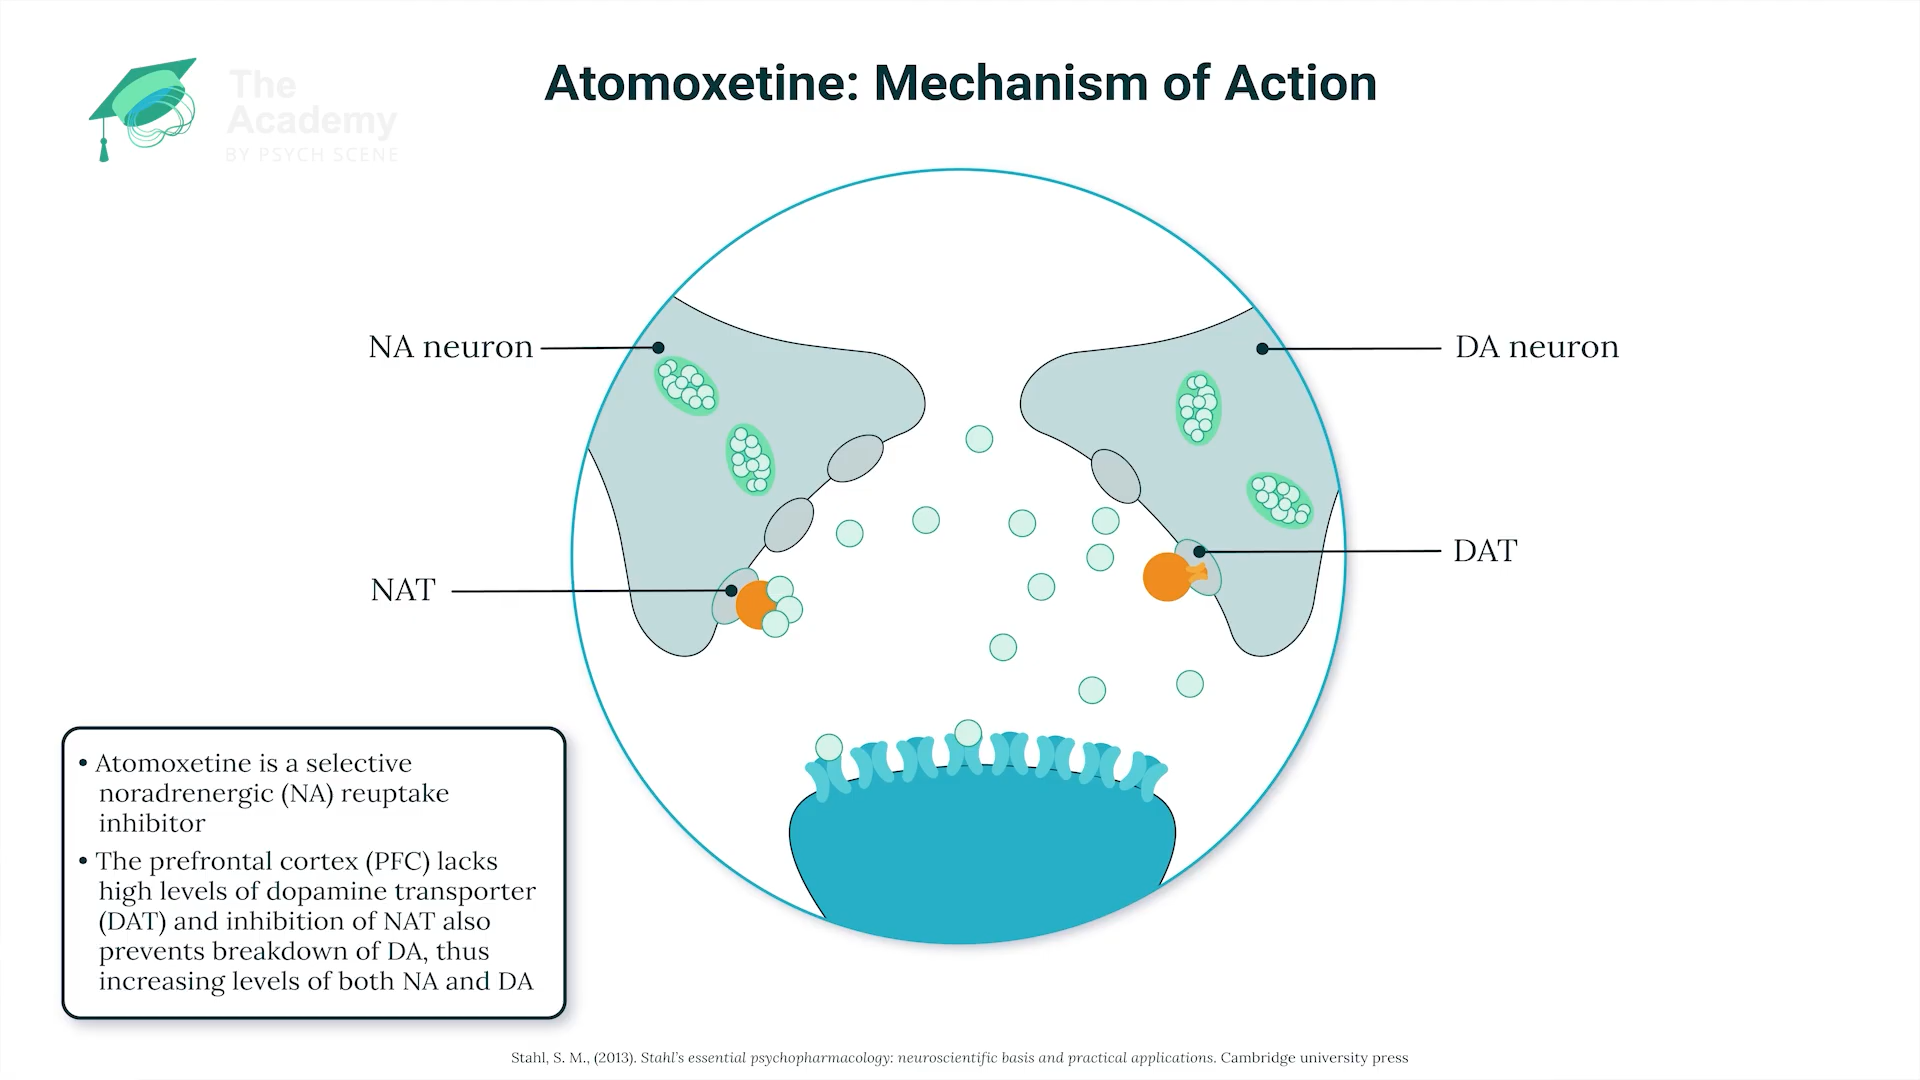 The
Academy
BY PSYCH SCENE
Atomoxetine: Mechanism of Action
NA neuron
DA neuron
DAT
NAT
• Atomoxetine is a selective
noradrenergic (NA) reuptake
inhibitor
• The prefrontal cortex (PFC) lacks
high levels of dopamine transporter
(DAT) and inhibition of NAT also
prevents breakdown of DA, thus
increasing levels of both NA and DA
Stahl, S. M., (2013). Stahl's essential psychopharmacology: neuroscientific basis and practical applications. Cambridge university press